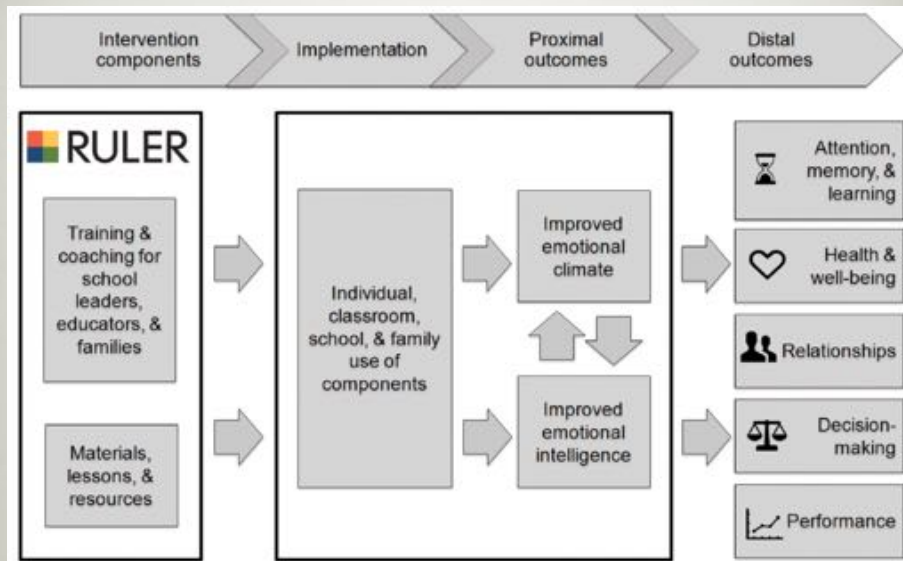 Intervention
components
Implementation
Proximal
outcomes
Distal
outcomes
RULER
Training &
coaching for
school
leaders,
educators, &
families
Materials,
lessons, &
resources
Individual,
classroom,
school, & family
use of
components
Improved
emotional
climate
Improved
emotional
intelligence
Attention,
memory, &
learning
Health &
well-being
Relationships
Decision-
making
Performance